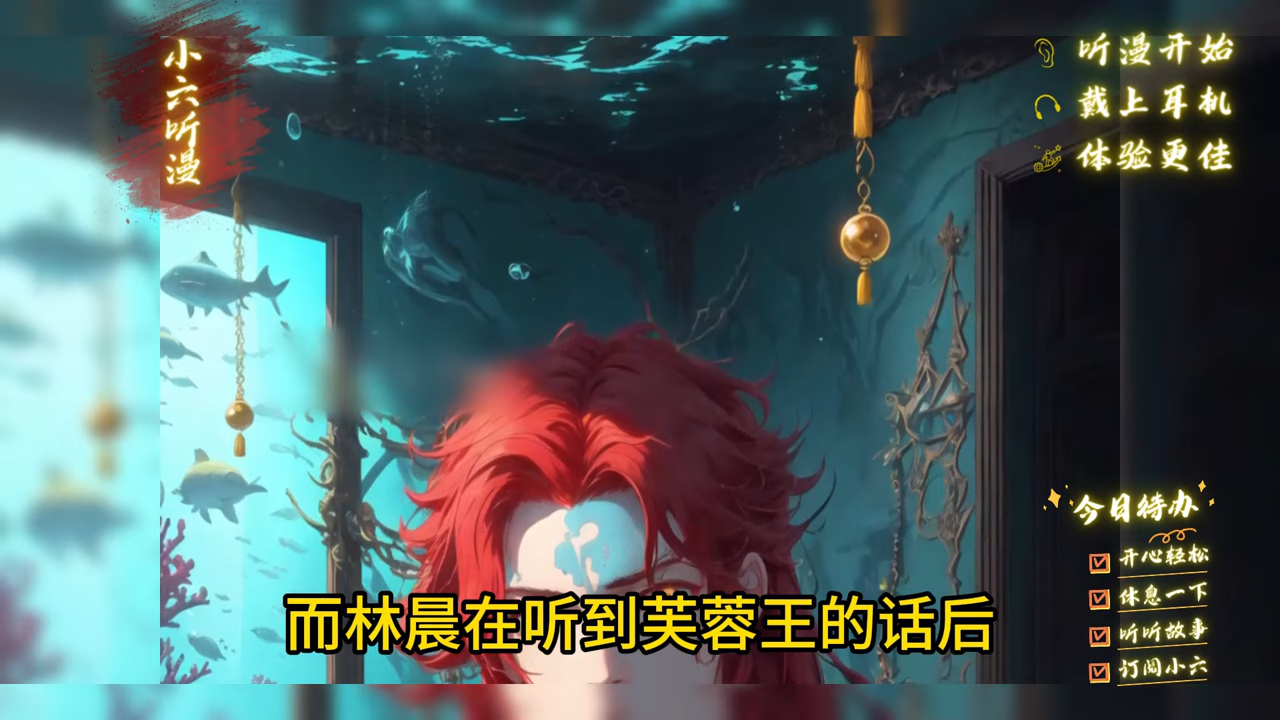 小六听漫
听漫开始
戴上耳机
体验更佳
今日待办
开心轻松
休息一下
听听故事
订阅小六
而林晨在听到芙蓉王的话后